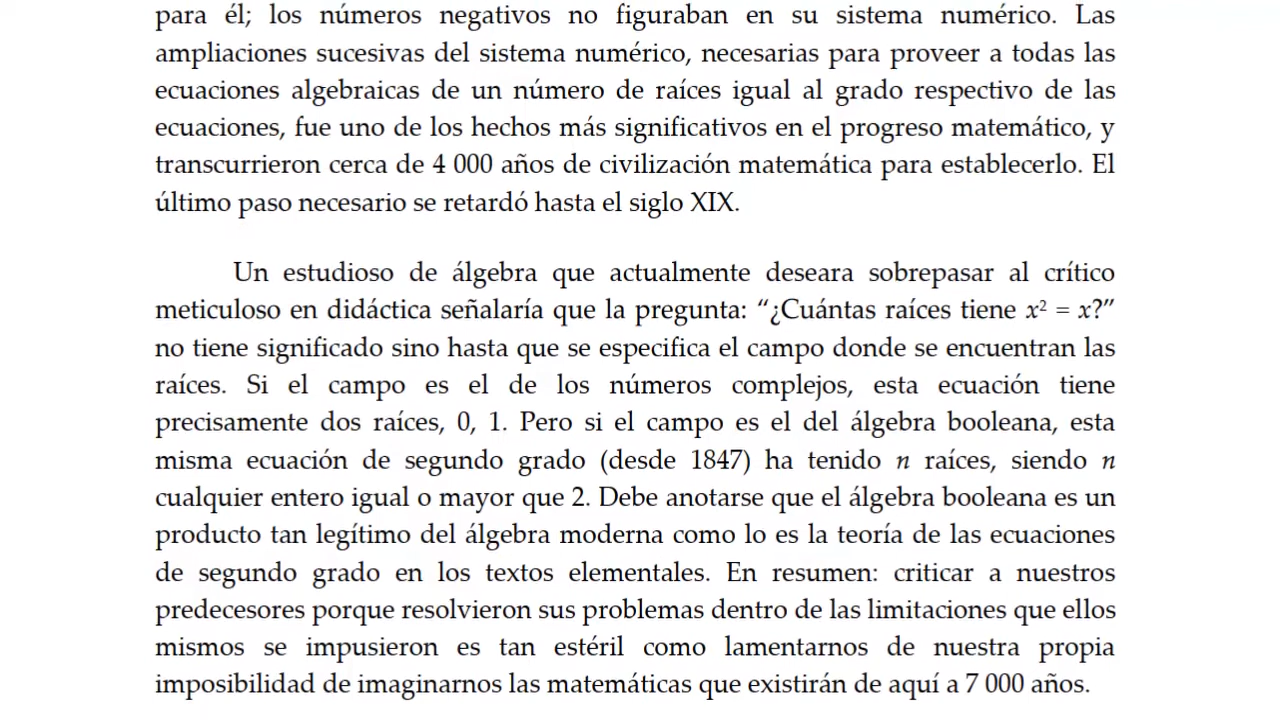 para él; los números negativos no figuraban en su sistema numérico. Las
ampliaciones sucesivas del sistema numérico, necesarias para proveer a todas las
ecuaciones algebraicas de un número de raíces igual al grado respectivo de las
ecuaciones, fue uno de los hechos más significativos en el progreso matemático, y
transcurrieron cerca de 4 000 años de civilización matemática para establecerlo. El
último paso necesario se retardó hasta el siglo XIX.
Un estudioso de álgebra que actualmente deseara sobrepasar al crítico
meticuloso en didáctica señalaría que la pregunta: “¿Cuántas raíces tiene x² = x?”
no tiene significado sino hasta que se especifica el campo donde se encuentran las
raíces. Si el campo es el de los números complejos, esta ecuación tiene
precisamente dos raíces, 0, 1. Pero si el campo es el del álgebra booleana, esta
misma ecuación de segundo grado (desde 1847) ha tenido n raíces, siendo n
cualquier entero igual o mayor que 2. Debe anotarse que el álgebra booleana es un
producto tan legítimo del álgebra moderna como lo es la teoría de las ecuaciones
de segundo grado en los textos elementales. En resumen: criticar a nuestros
predecesores porque resolvieron sus problemas dentro de las limitaciones que ellos
mismos se impusieron es tan estéril como lamentarnos de nuestra propia
imposibilidad de imaginarnos las matemáticas que existirán de aquí a 7 000 años.